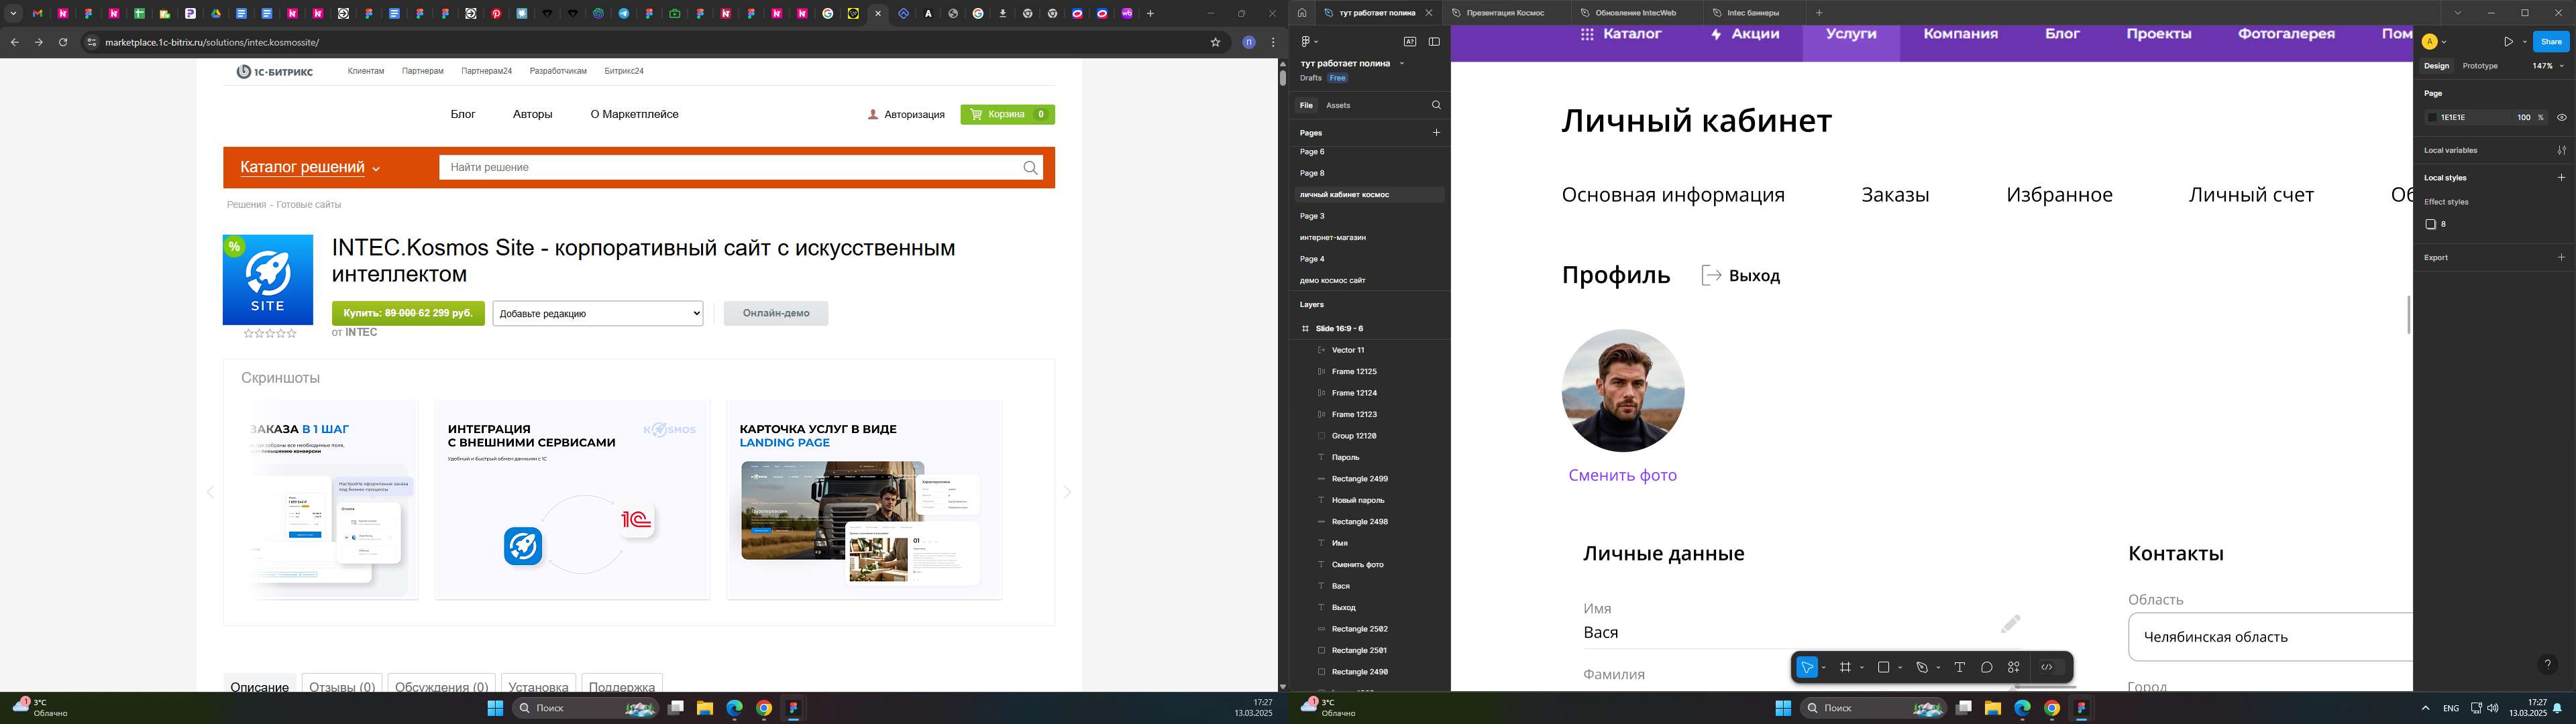 marketplace.1c-bitrix.ru/solutions/intec.kosmossite/
П
1С·БИТРИКС
Клиентам
Партнерам
Партнерам24
Разработчикам
Битрикс24
Блог
Авторы
О Маркетплейсе
Авторизация
Корзина 0
Каталог решений
Найти решение
Решения - Готовые сайты
%
SITE
INTEC.Kosmos Site - корпоративный сайт с искусственным
интеллектом
Купить: 89 000 62 299 руб.
Добавьте редакцию
Онлайн-демо
от INTEC
Скриншоты
ЗАКАЗА В 1 ШАГ
ИНТЕГРАЦИЯ
С ВНЕШНИМИ СЕРВИСАМИ
KOSMOS
Удобный и быстрый обмен данными с 1С
1С
КАРТОЧКА УСЛУГ В ВИДЕ
LANDING PAGE
01
Описание
Отзывы (0)
Обсуждения (0)
Установка
Поддержка
1
3°C
Облачно
Поиск
17:27
13.03.2025
тут работает полина
Презентация Космос
Обновление IntecWeb
Intec баннеры
тут работает полина
Drafts Free
File
Assets
Pages
Page 6
Page 8
личный кабинет космос
Page 3
интернет-магазин
Page 4
демо космос сайт
Layers
Slide 16:9 - 6
Vector 11
Frame 12125
Frame 12124
Frame 12123
Group 12120
Пароль
Rectangle 2499
Новый пароль
Rectangle 2498
Имя
Сменить фото
Вася
Выход
Rectangle 2502
Rectangle 2501
Rectangle 2490
Каталог
Акции
Услуги
Компания
Блог
Проекты
Фотогалерея
Пом
Личный кабинет
Основная информация
Заказы
Избранное
Личный счет
Об
Профиль
Выход
Сменить фото
Личные данные
Контакты
Имя
Вася
Фамилия
Область
Челябинская область
Город
A
Share
Design
Prototype
147%
Page
1E1E1E
100 %
Local variables
Local styles
Effect styles
8
Export
?
1
3°C
Облачно
Поиск
ENG
17:27
13.03.2025